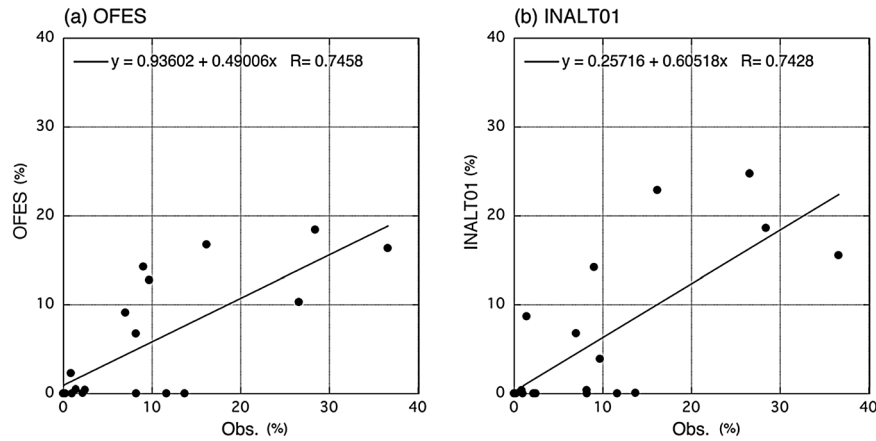 (a) OFES
y = 0.93602 + 0.49006x R= 0.7458
40
30
20
10
0
OFES (%)
0 10 20 30 40
Obs. (%)
(b) INALT01
y = 0.25716 + 0.60518x R= 0.7428
40
30
20
10
0
INALT01 (%)
0 10 20 30 40
Obs. (%)